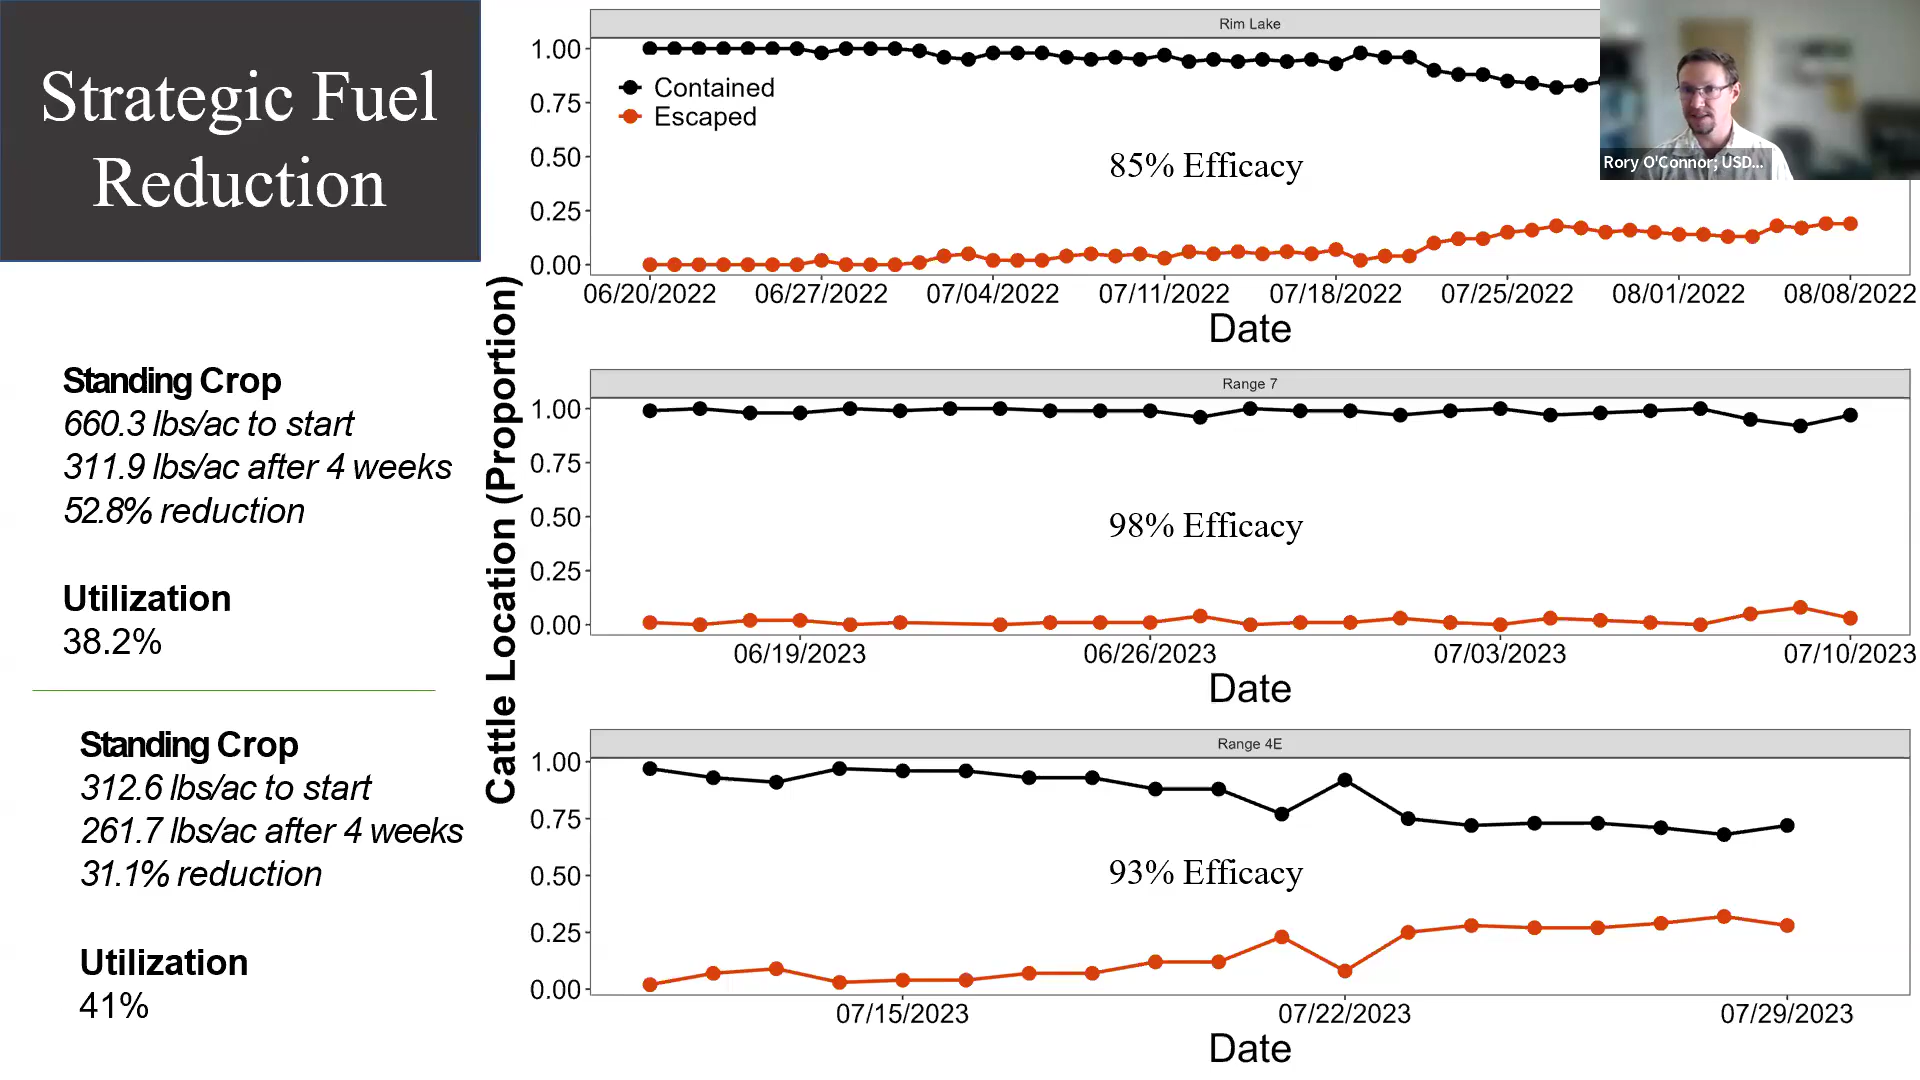 Strategic Fuel
Reduction
Standing Crop
660.3 lbs/ac to start
311.9 lbs/ac after 4 weeks
52.8% reduction
Utilization
38.2%
Standing Crop
312.6 lbs/ac to start
261.7 lbs/ac after 4 weeks
31.1% reduction
Utilization
41%
Cattle Location (Proportion)
Rim Lake
1.00
0.75
0.50
0.25
0.00
Contained
Escaped
85% Efficacy
06/20/2022 06/27/2022 07/04/2022 07/11/2022 07/18/2022 07/25/2022 08/01/2022 08/08/2022
Date
Range 7
1.00
0.75
0.50
0.25
0.00
98% Efficacy
06/19/2023 06/26/2023 07/03/2023 07/10/2023
Date
Range 4E
1.00
0.75
0.50
0.25
0.00
93% Efficacy
07/15/2023 07/22/2023 07/29/2023
Date
Rory O'Connor; USD...